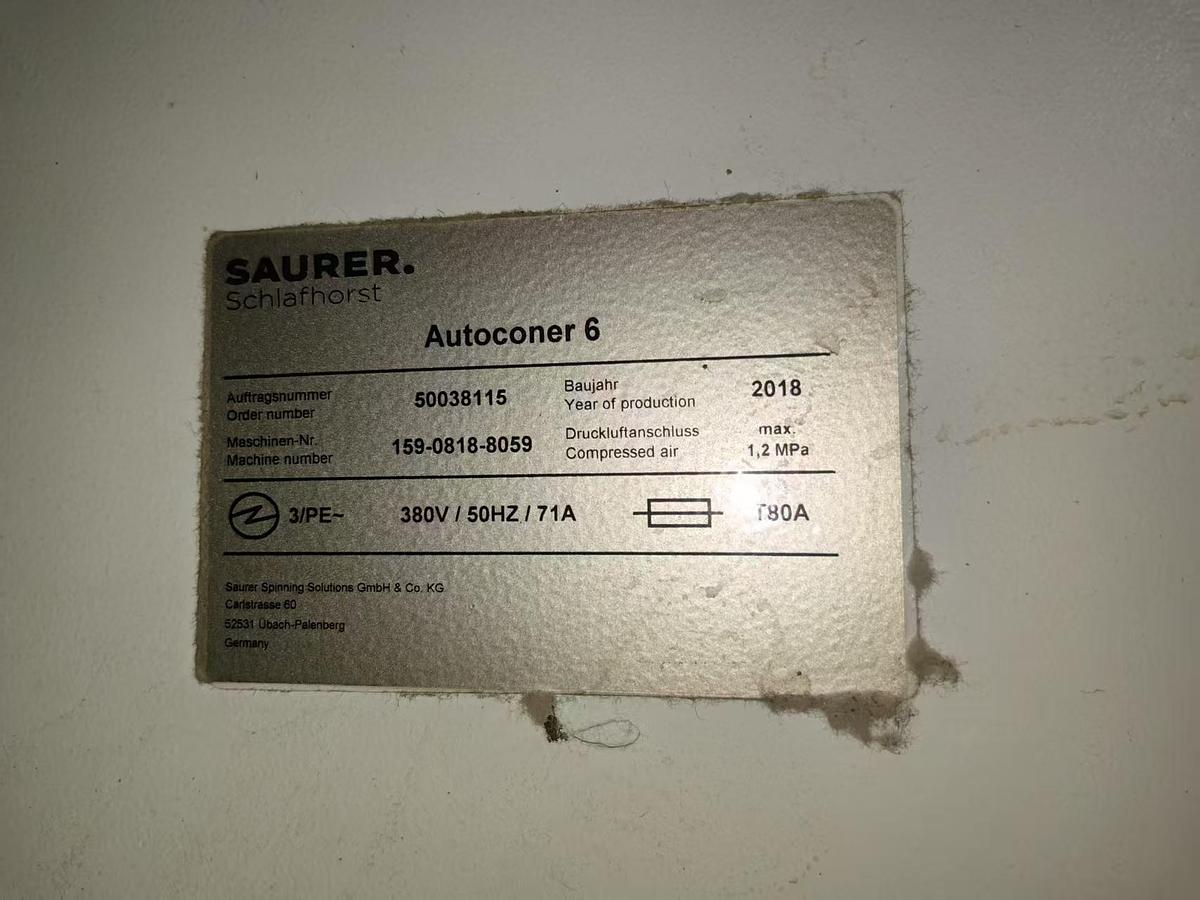 SAURER.
Schlafhorst
Autoconer 6
Auftragsnummer
Order number
50038115
Baujahr
Year of production
2018
Maschinen-Nr.
Machine number
159-0818-8059
Druckluftanschluss
Compressed air
max.
1,2 MPa
3/PE~
380V / 50HZ / 71A
T80A
Saurer Spinning Solutions GmbH & Co. KG
Carlstrasse 60
52531 Übach-Palenberg
Germany